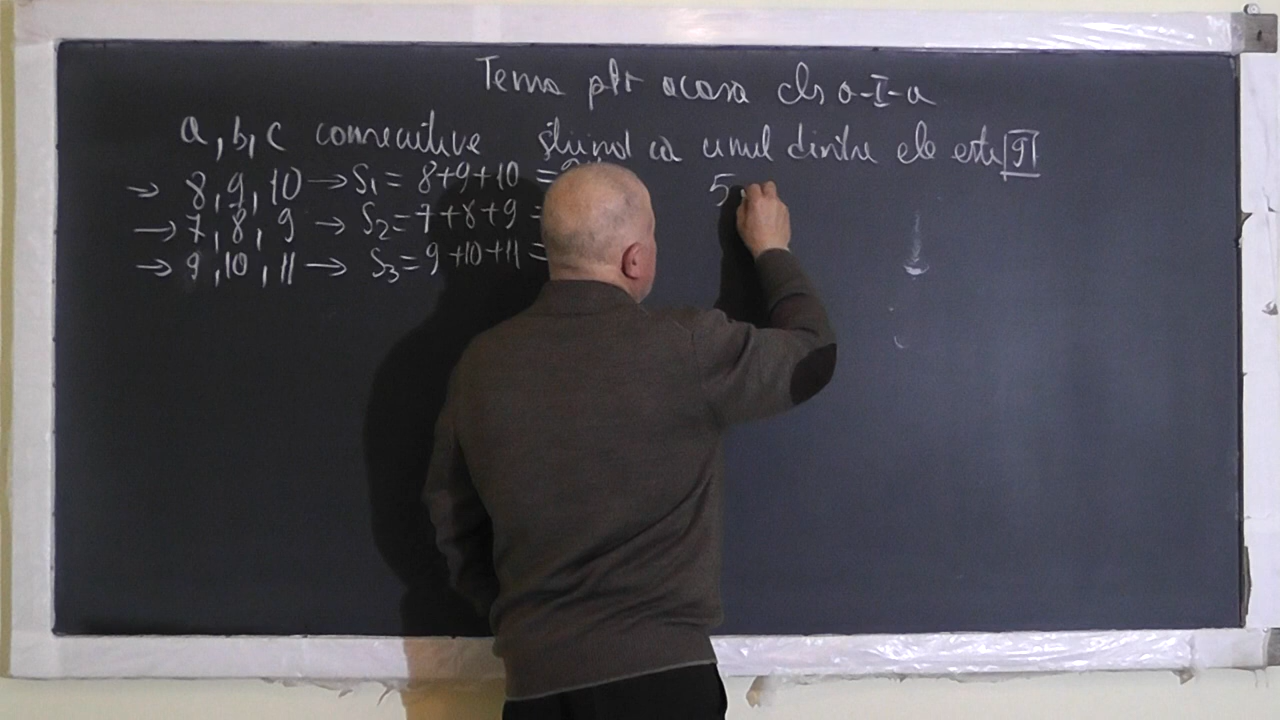 Tema ptr acasa cls a-I-a
a, b, c consecutive știind ca unul dintre ele este 9
→ 8, 9, 10 → S1 = 8+9+10 =
→ 7, 8, 9 → S2 = 7+8+9 =
→ 9, 10, 11 → S3 = 9+10+11 =
5